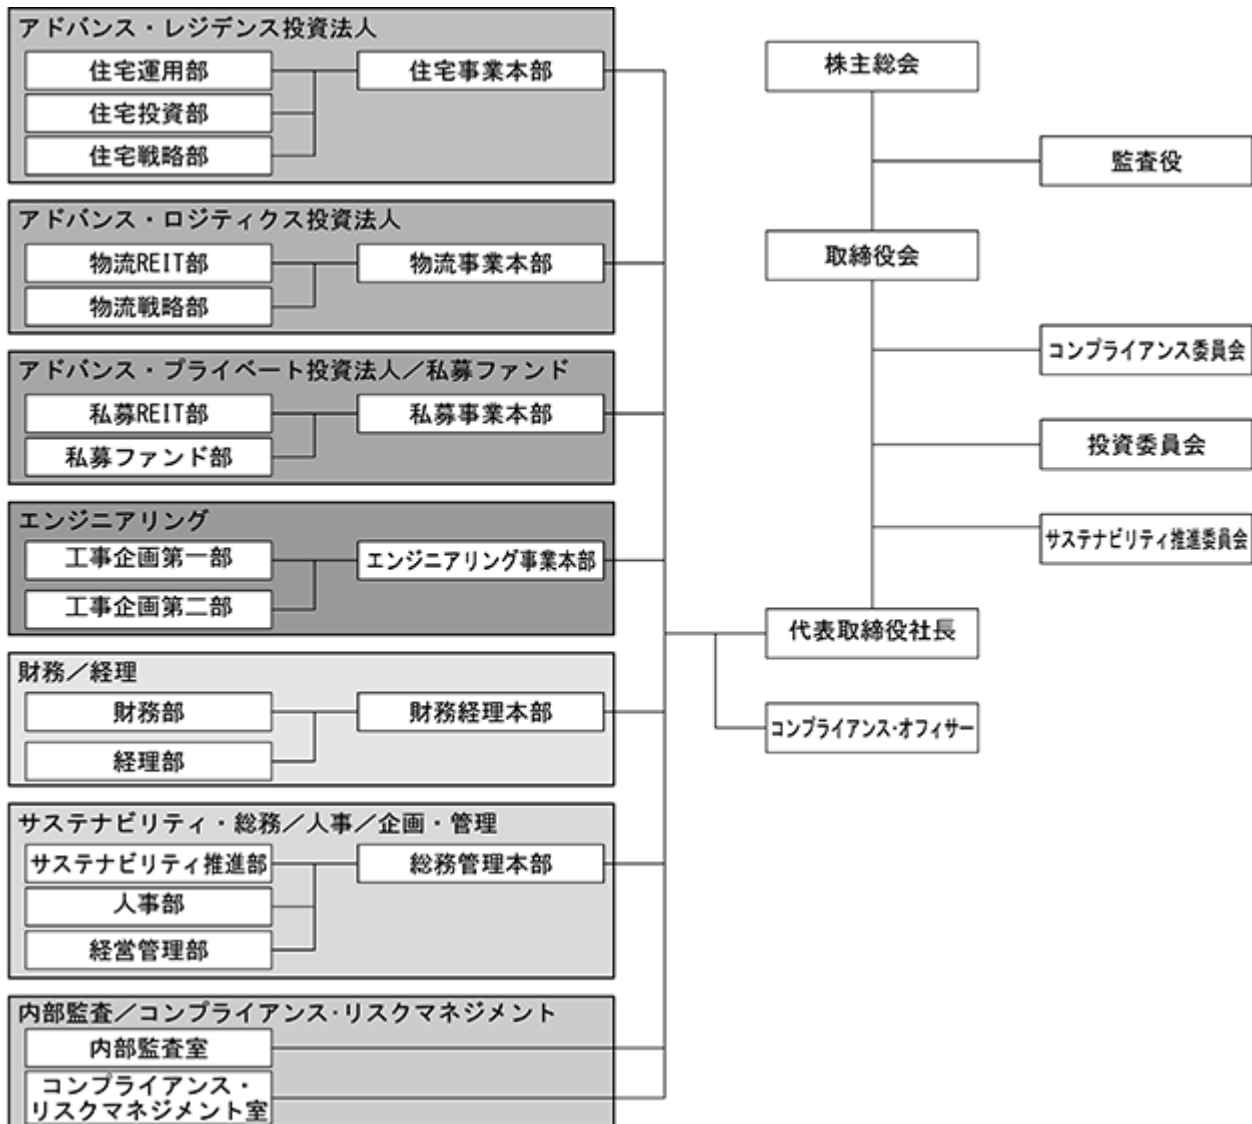 アドバンス・レジデンス投資法人
住宅運用部
住宅事業本部
住宅投資部
住宅戦略部
アドバンス・ロジティクス投資法人
物流REIT部
物流事業本部
物流戦略部
アドバンス・プライベート投資法人／私募ファンド
私募REIT部
私募事業本部
私募ファンド部
エンジニアリング
工事企画第一部
エンジニアリング事業本部
工事企画第二部
財務／経理
財務部
財務経理本部
経理部
サステナビリティ・総務／人事／企画・管理
サステナビリティ推進部
総務管理本部
人事部
経営管理部
内部監査／コンプライアンス・リスクマネジメント
内部監査室
コンプライアンス・
リスクマネジメント室
株主総会
監査役
取締役会
コンプライアンス委員会
投資委員会
サステナビリティ推進委員会
代表取締役社長
コンプライアンス・オフィサー